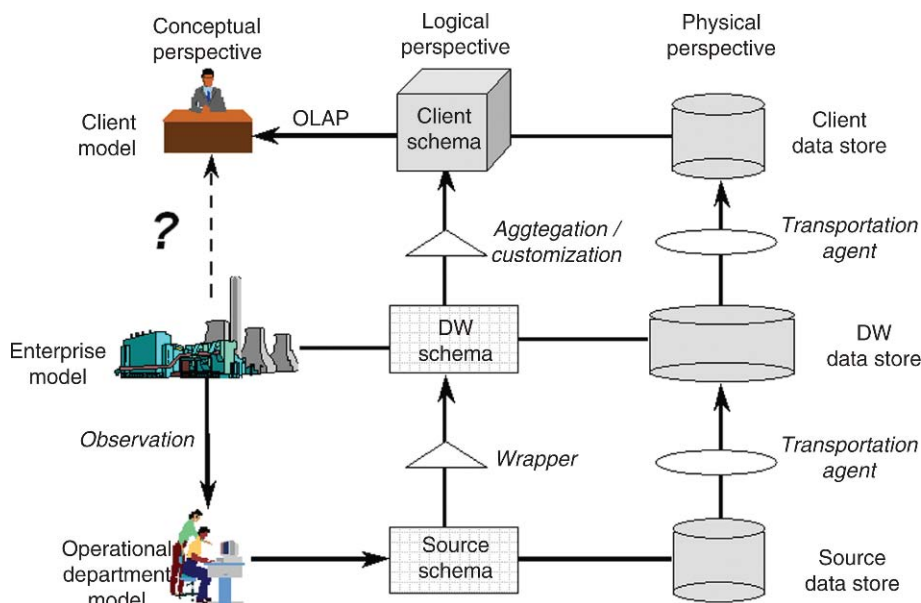 Conceptual
perspective
Logical
perspective
Physical
perspective
Client
model
OLAP
Client
schema
Client
data store
?
Aggtegation /
customization
Transportation
agent
Enterprise
model
DW
schema
DW
data store
Observation
Wrapper
Transportation
agent
Operational
department
model
Source
schema
Source
data store